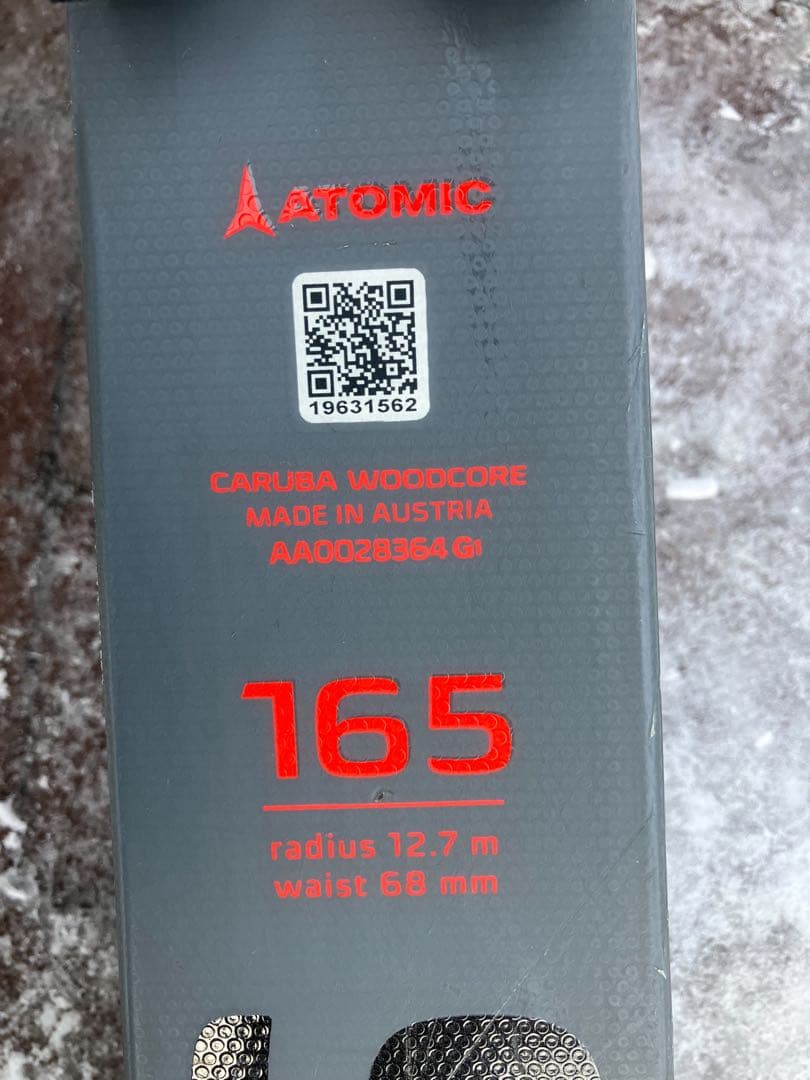 ATOMIC
19631562
CARUBA WOODCORE
MADE IN AUSTRIA
AA0028364 G1
165
radius 12.7 m
waist 68 mm